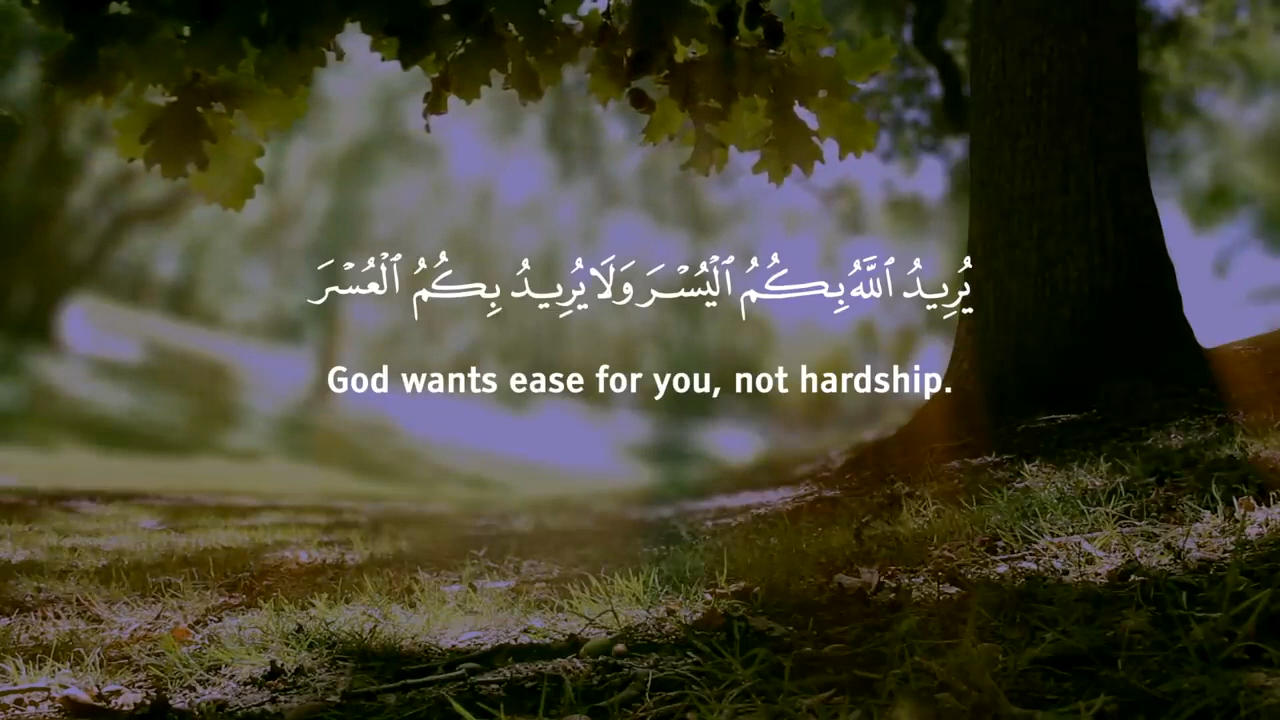 يُرِيدُ ٱللَّهُ بِكُمُ ٱلْيُسْرَ وَلَا يُرِيدُ بِكُمُ ٱلْعُسْرَ
God wants ease for you, not hardship.